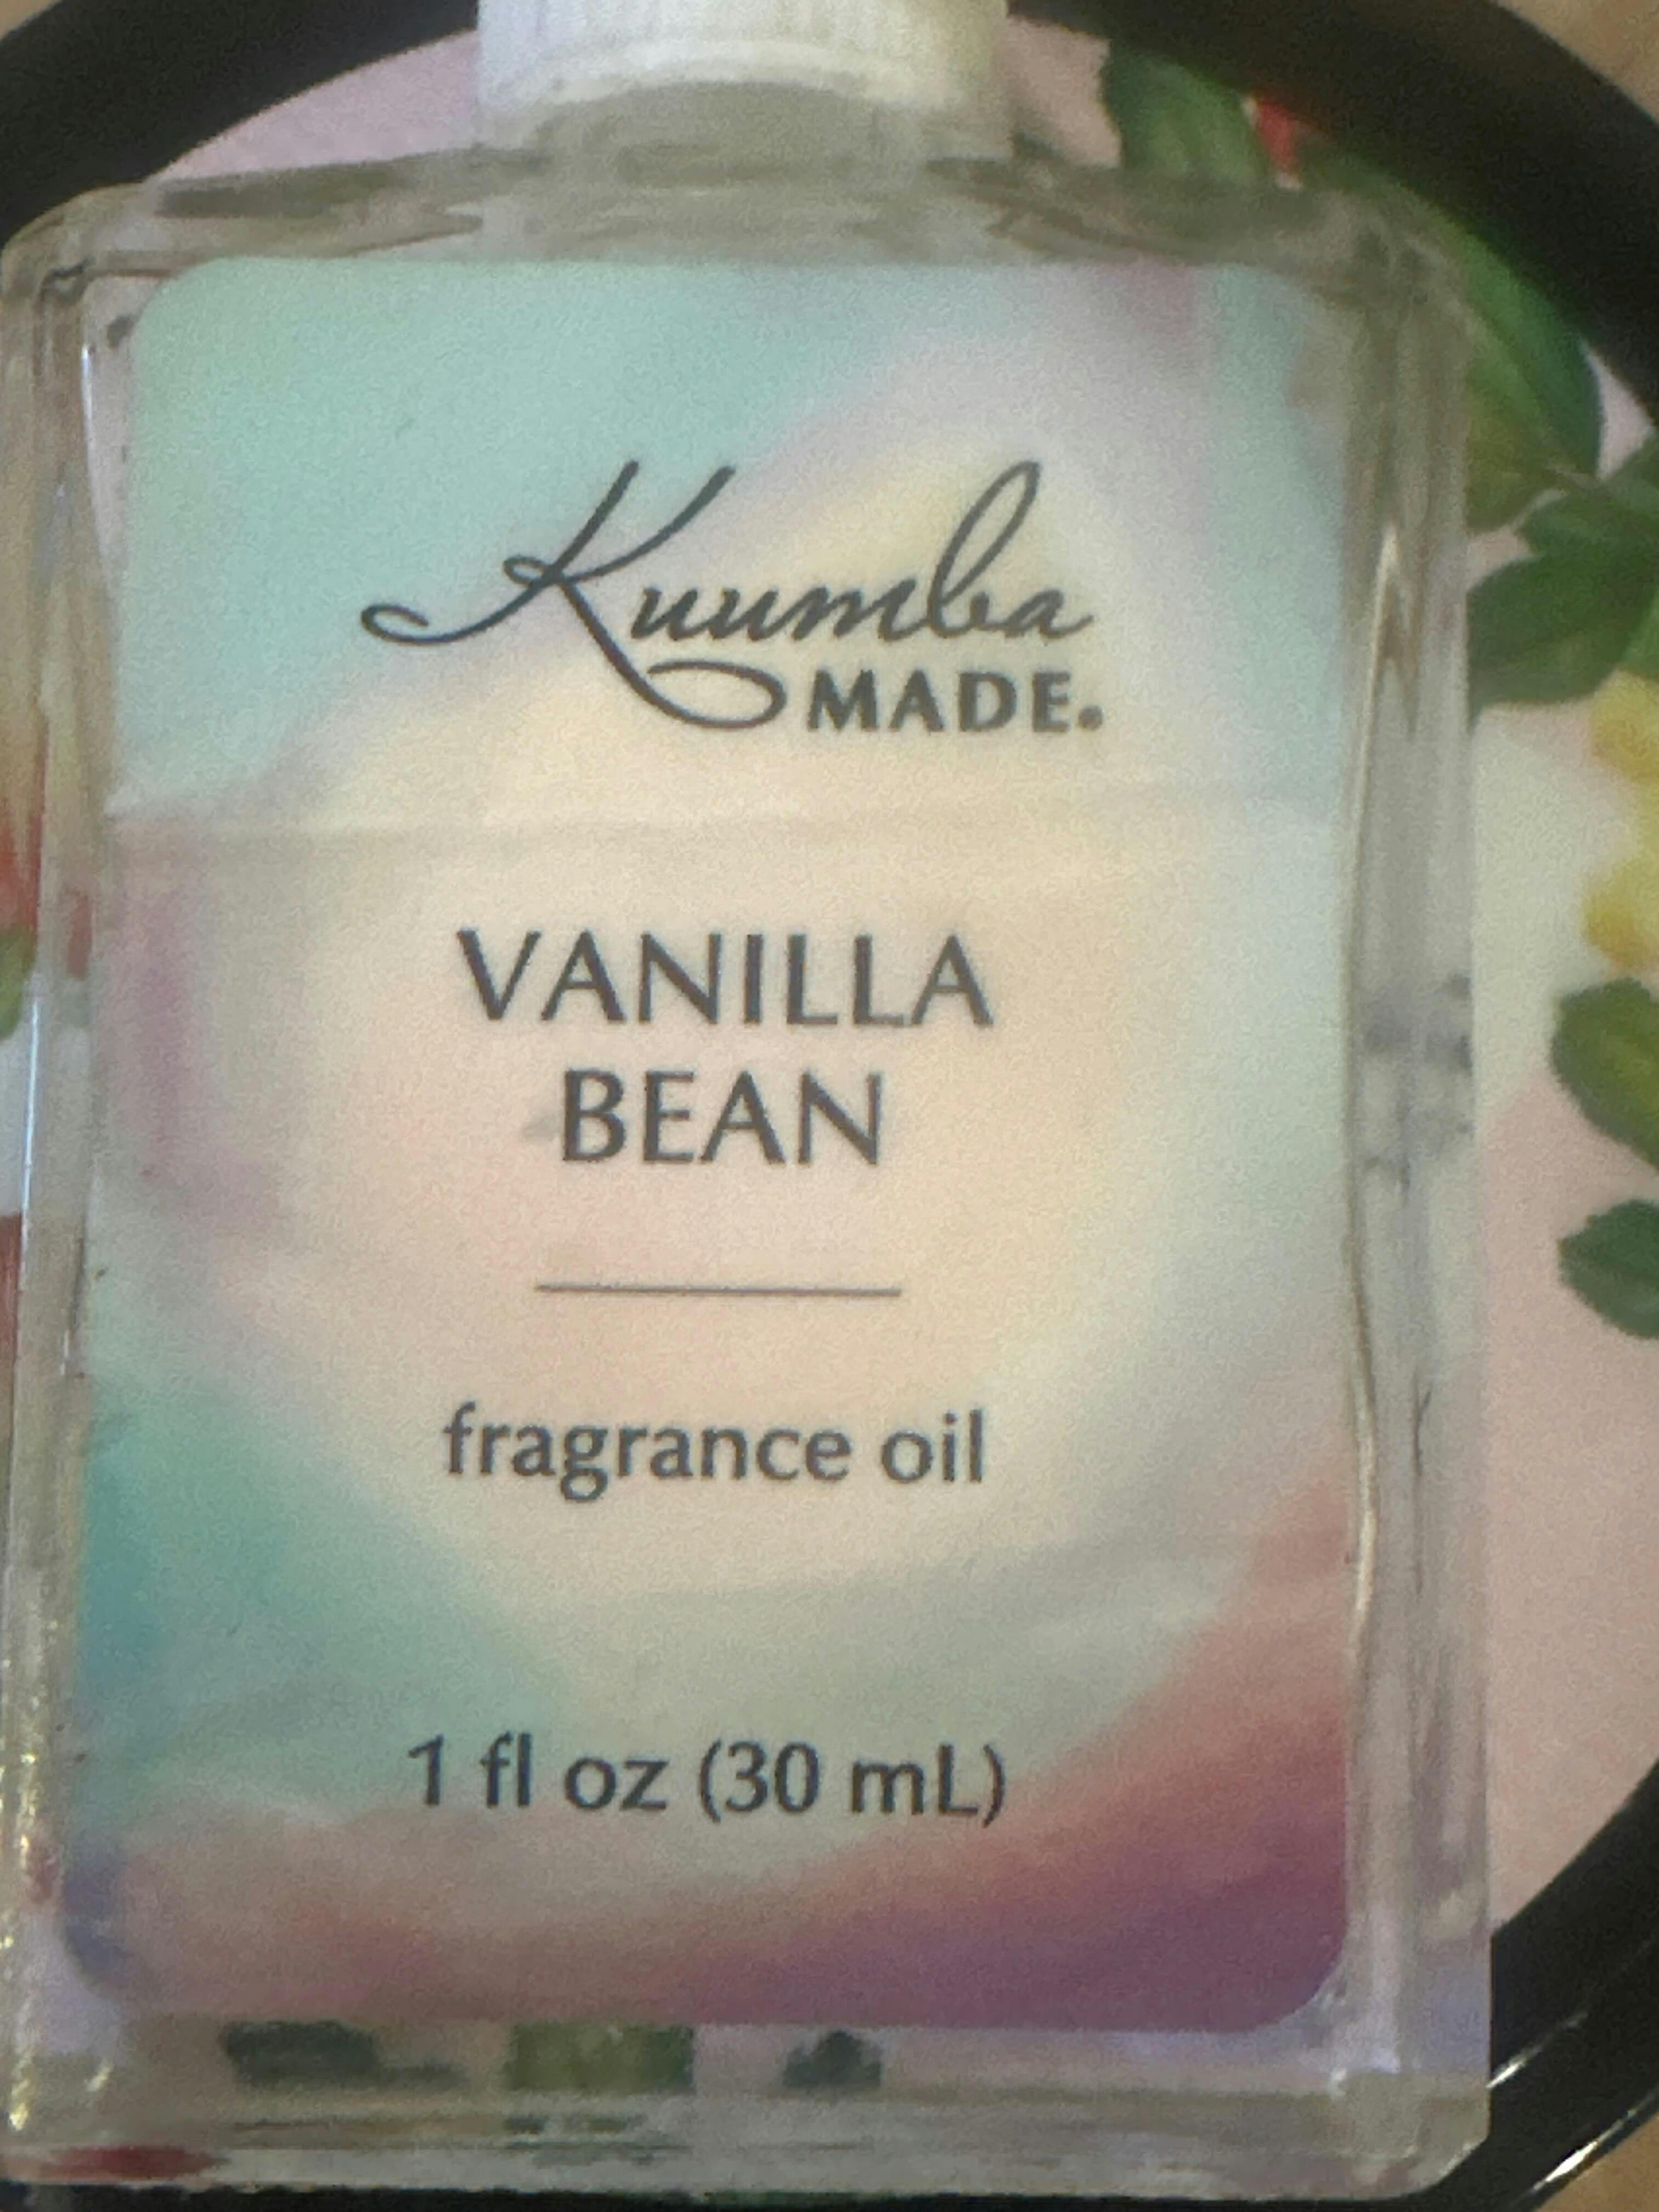 Kuumba
MADE.
VANILLA
BEAN
fragrance oil
1 fl oz (30 mL)